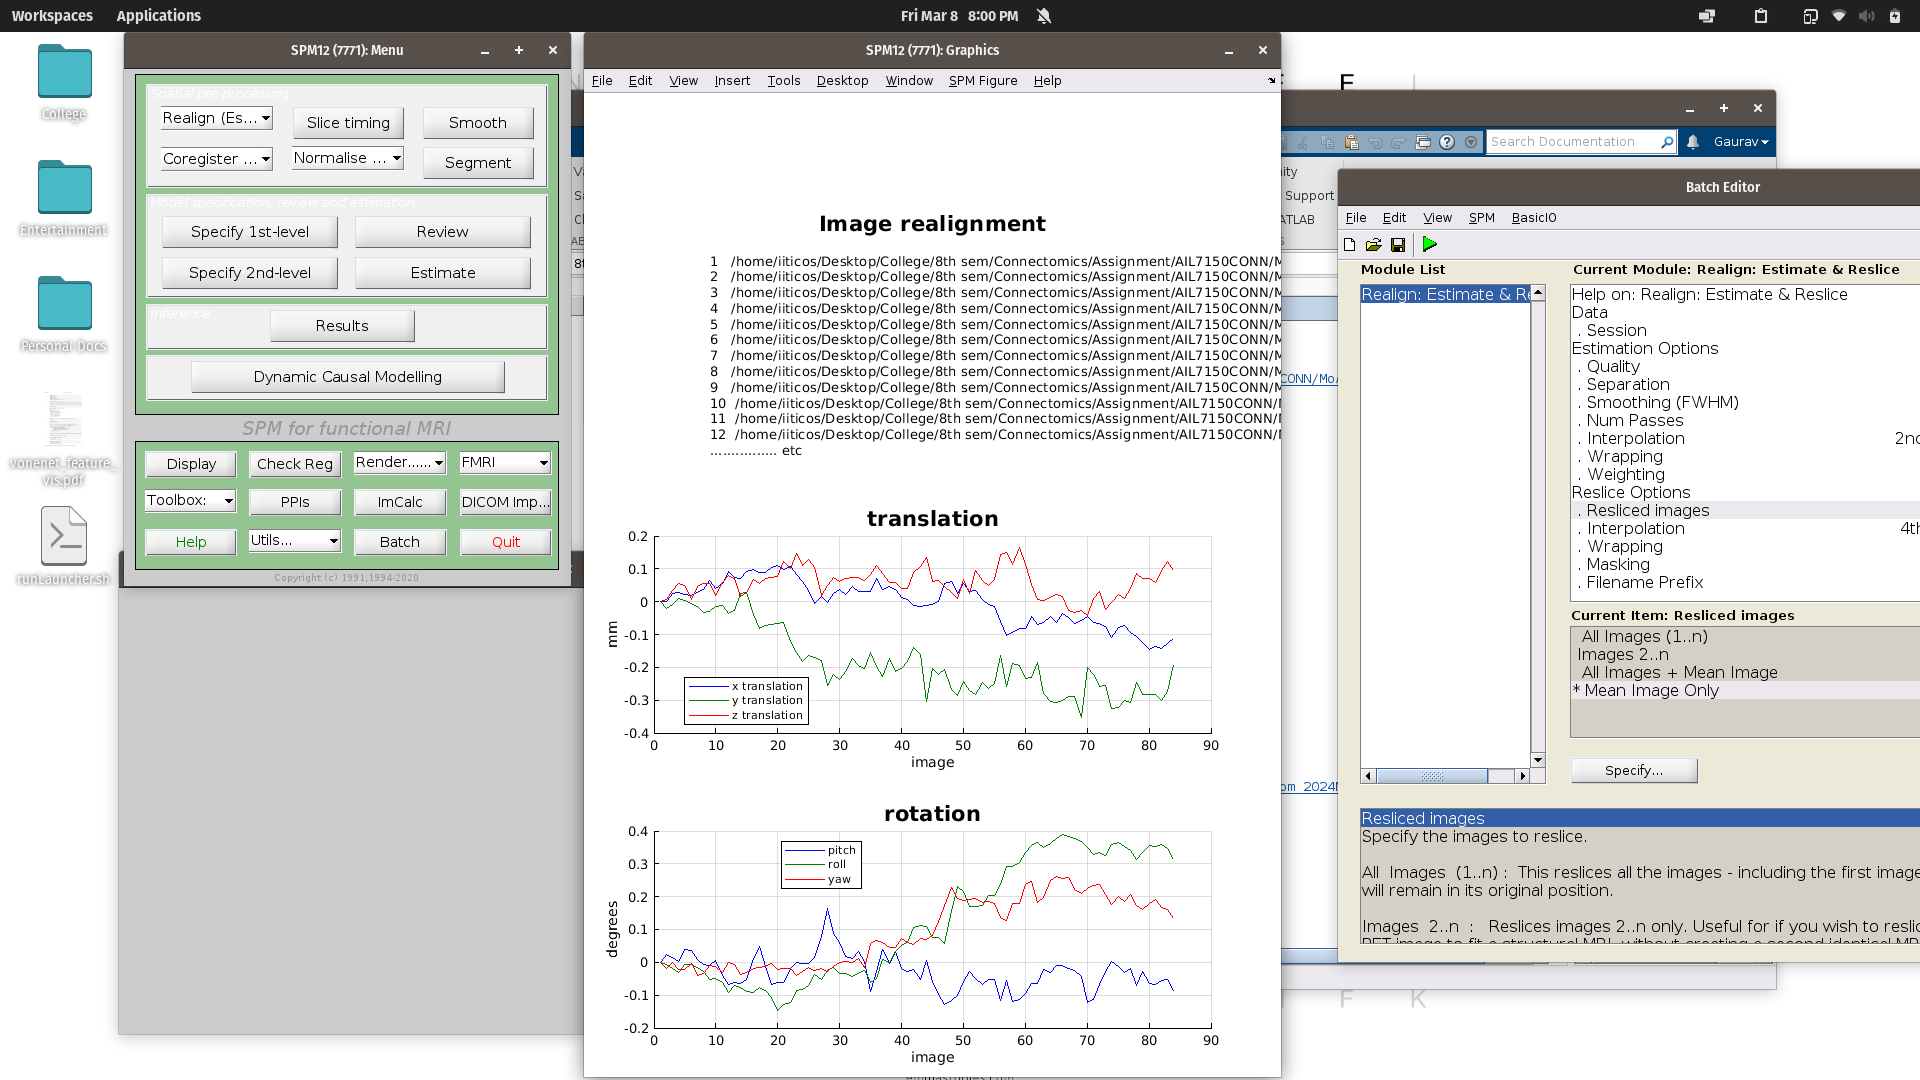 Workspaces Applications
Fri Mar 8 8:00 PM
College
Entertainment
Personal Docs
vonenet_feature_
vis.pdf
runLauncher.sh
SPM12 (7771): Menu
Spatial pre-processing
Realign (Es... Slice timing Smooth
Coregister ... Normalise ... Segment
Model specification, review and estimation
Specify 1st-level Review
Specify 2nd-level Estimate
Inference
Results
Dynamic Causal Modelling
SPM for functional MRI
Display Check Reg Render...... FMRI
Toolbox: PPIs ImCalc DICOM Imp...
Help Utils... Batch Quit
Copyright (c) 1991,1994-2020
SPM12 (7771): Graphics
File Edit View Insert Tools Desktop Window SPM Figure Help
Image realignment
1 /home/iiticos/Desktop/College/8th sem/Connectomics/Assignment/AIL7150CONN/M
2 /home/iiticos/Desktop/College/8th sem/Connectomics/Assignment/AIL7150CONN/M
3 /home/iiticos/Desktop/College/8th sem/Connectomics/Assignment/AIL7150CONN/M
4 /home/iiticos/Desktop/College/8th sem/Connectomics/Assignment/AIL7150CONN/M
5 /home/iiticos/Desktop/College/8th sem/Connectomics/Assignment/AIL7150CONN/M
6 /home/iiticos/Desktop/College/8th sem/Connectomics/Assignment/AIL7150CONN/M
7 /home/iiticos/Desktop/College/8th sem/Connectomics/Assignment/AIL7150CONN/M
8 /home/iiticos/Desktop/College/8th sem/Connectomics/Assignment/AIL7150CONN/M
9 /home/iiticos/Desktop/College/8th sem/Connectomics/Assignment/AIL7150CONN/M
10 /home/iiticos/Desktop/College/8th sem/Connectomics/Assignment/AIL7150CONN/
11 /home/iiticos/Desktop/College/8th sem/Connectomics/Assignment/AIL7150CONN/
12 /home/iiticos/Desktop/College/8th sem/Connectomics/Assignment/AIL7150CONN/
................ etc
translation
0.2
0.1
0
-0.1
-0.2
-0.3
-0.4
mm
x translation
y translation
z translation
0 10 20 30 40 50 60 70 80 90
image
rotation
0.4
0.3
0.2
0.1
0
-0.1
-0.2
degrees
pitch
roll
yaw
0 10 20 30 40 50 60 70 80 90
image
Search Documentation
Gaurav
ity
Support
ATLAB
CONN/MoA
om 2024
F
F K
Batch Editor
File Edit View SPM BasicIO
Module List
Realign: Estimate & Re
Current Module: Realign: Estimate & Reslice
Help on: Realign: Estimate & Reslice
Data
. Session
Estimation Options
. Quality
. Separation
. Smoothing (FWHM)
. Num Passes
. Interpolation 2nd
. Wrapping
. Weighting
Reslice Options
. Resliced images
. Interpolation 4th
. Wrapping
. Masking
. Filename Prefix
Current Item: Resliced images
All Images (1..n)
Images 2..n
All Images + Mean Image
* Mean Image Only
Specify...
Resliced images
Specify the images to reslice.
All Images (1..n) : This reslices all the images - including the first image
will remain in its original position.
Images 2..n : Reslices images 2..n only. Useful for if you wish to reslic